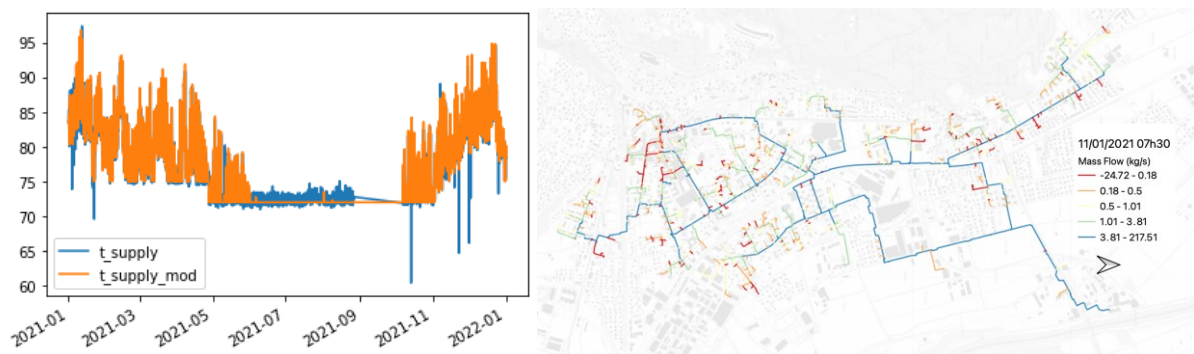 95
90
85
80
75
70
65
60
t_supply
t_supply_mod
2021-01
2021-03
2021-05
2021-07
2021-09
2021-11
2022-01
11/01/2021 07h30
Mass Flow (kg/s)
-24.72 - 0.18
0.18 - 0.5
0.5 - 1.01
1.01 - 3.81
3.81 - 217.51